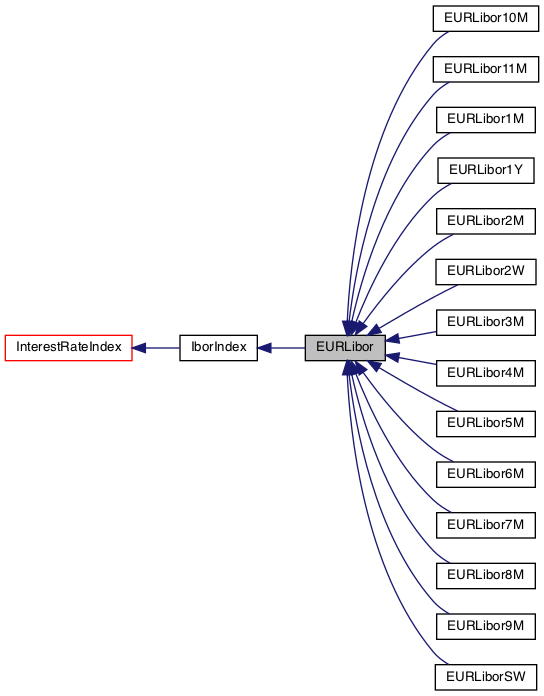 EURLibor10M
EURLibor11M
EURLibor1M
EURLibor1Y
EURLibor2M
EURLibor2W
EURLibor3M
InterestRateIndex
IborIndex
EURLibor
EURLibor4M
EURLibor5M
EURLibor6M
EURLibor7M
EURLibor8M
EURLibor9M
EURLiborSW